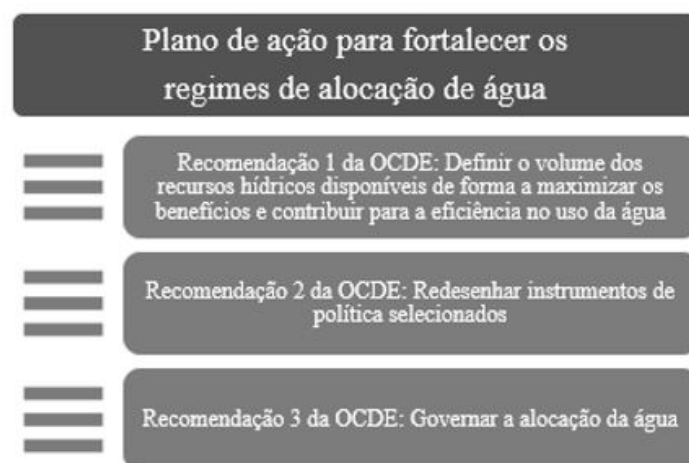 Plano de ação para fortalecer os
regimes de alocação de água
Recomendação 1 da OCDE: Definir o volume dos
recursos hídricos disponíveis de forma a maximizar os
benefícios e contribuir para a eficiência no uso da água
Recomendação 2 da OCDE: Redesenhar instrumentos de
política selecionados
Recomendação 3 da OCDE: Governar a alocação da água